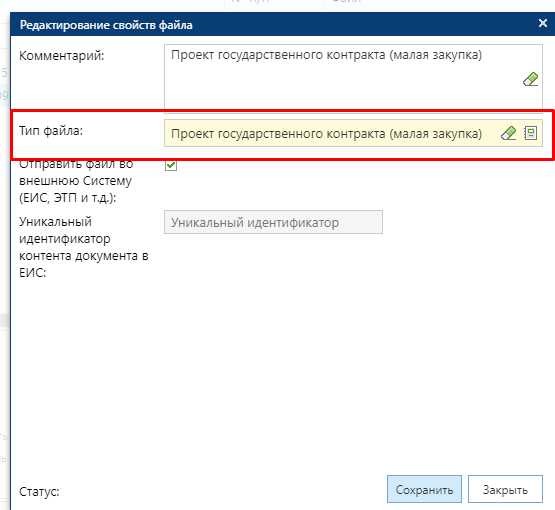 Редактирование свойств файла
Комментарий:
Проект государственного контракта (малая закупка)
Тип файла:
Проект государственного контракта (малая закупка)
Отправить файл во
внешнюю Систему
(ЕИС, ЭТП и т.д.):
Уникальный
идентификатор
контента документа в
ЕИС:
Уникальный идентификатор
Статус:
Сохранить
Закрыть